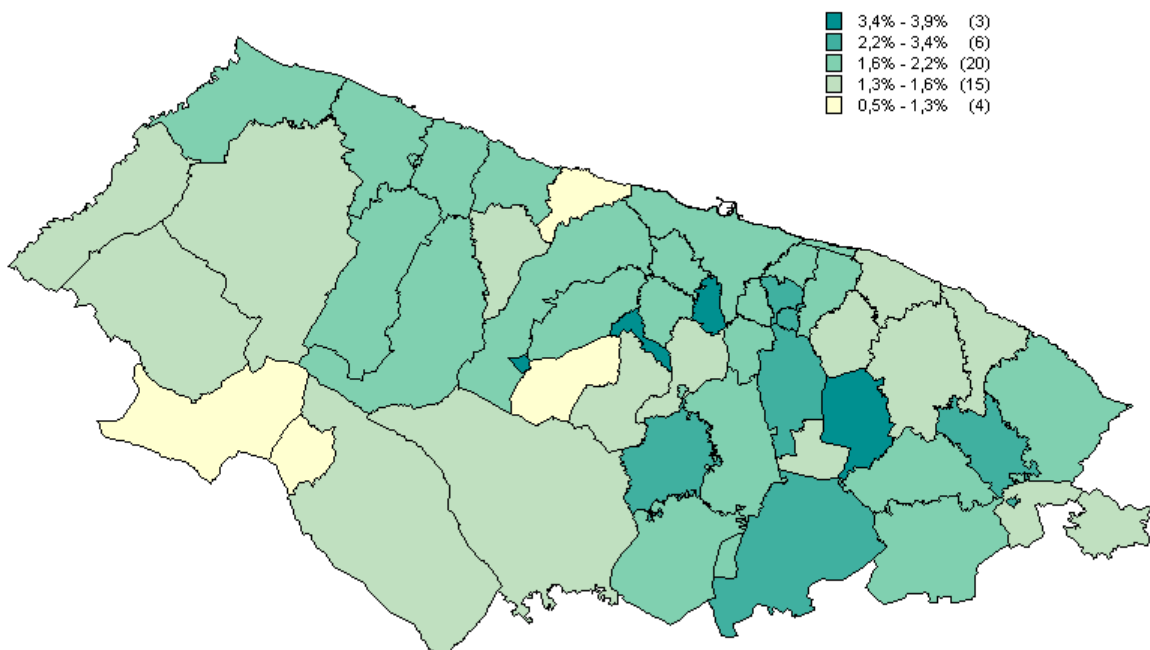 3,4% - 3,9% (3)
2,2% - 3,4% (6)
1,6% - 2,2% (20)
1,3% - 1,6% (15)
0,5% - 1,3% (4)